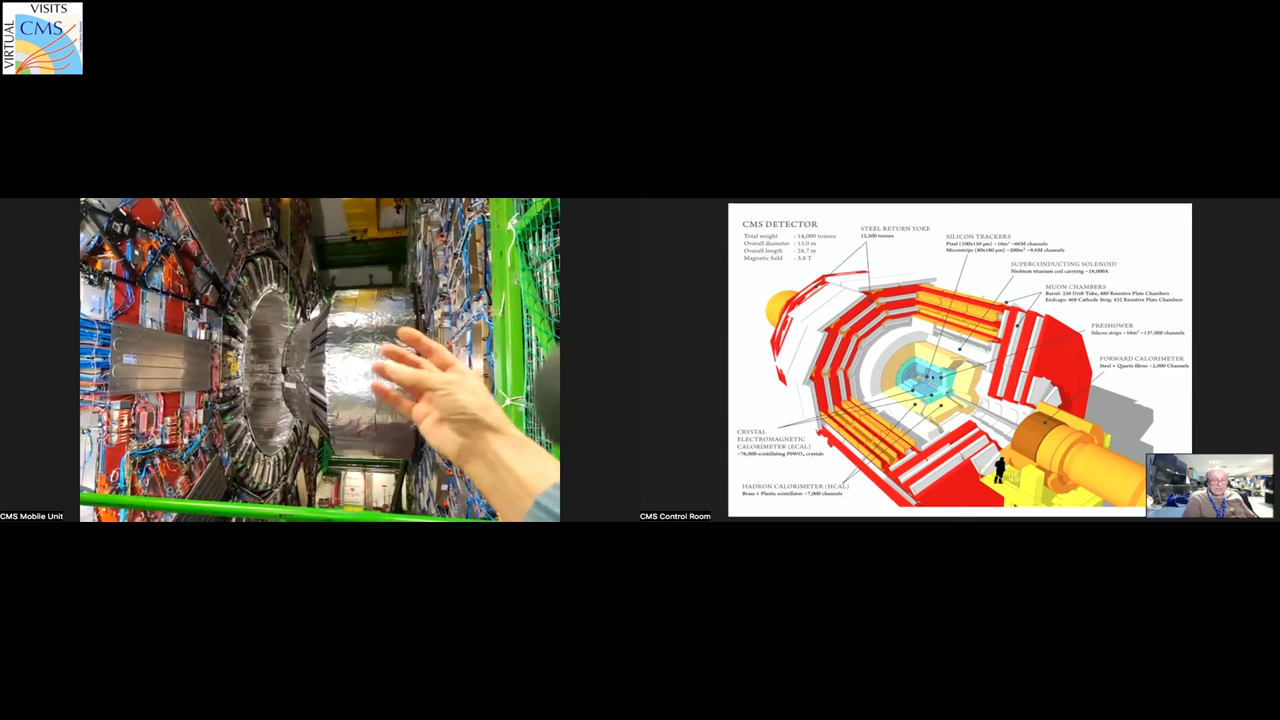 VISITS
CMS
VIRTUAL
CMS DETECTOR
Total weight : 14,000 tonnes
Overall diameter : 15.0 m
Overall length : 28.7 m
Magnetic field : 3.8 T
STEEL RETURN YOKE
12,500 tonnes
SILICON TRACKERS
Pixel (100x150 μm) ~16m² ~66M channels
Microstrips (80x180 μm) ~200m² ~9.6M channels
SUPERCONDUCTING SOLENOID
Niobium titanium coil carrying ~18,000A
MUON CHAMBERS
Barrel: 250 Drift Tube, 480 Resistive Plate Chambers
Endcaps: 468 Cathode Strip, 432 Resistive Plate Chambers
PRESHOWER
Silicon strips ~16m² ~137,000 channels
FORWARD CALORIMETER
Steel + Quartz fibres ~2,000 Channels
CRYSTAL
ELECTROMAGNETIC
CALORIMETER (ECAL)
~76,000 scintillating PbWO₄ crystals
HADRON CALORIMETER (HCAL)
Brass + Plastic scintillator ~7,000 channels
CMS Mobile Unit
CMS Control Room